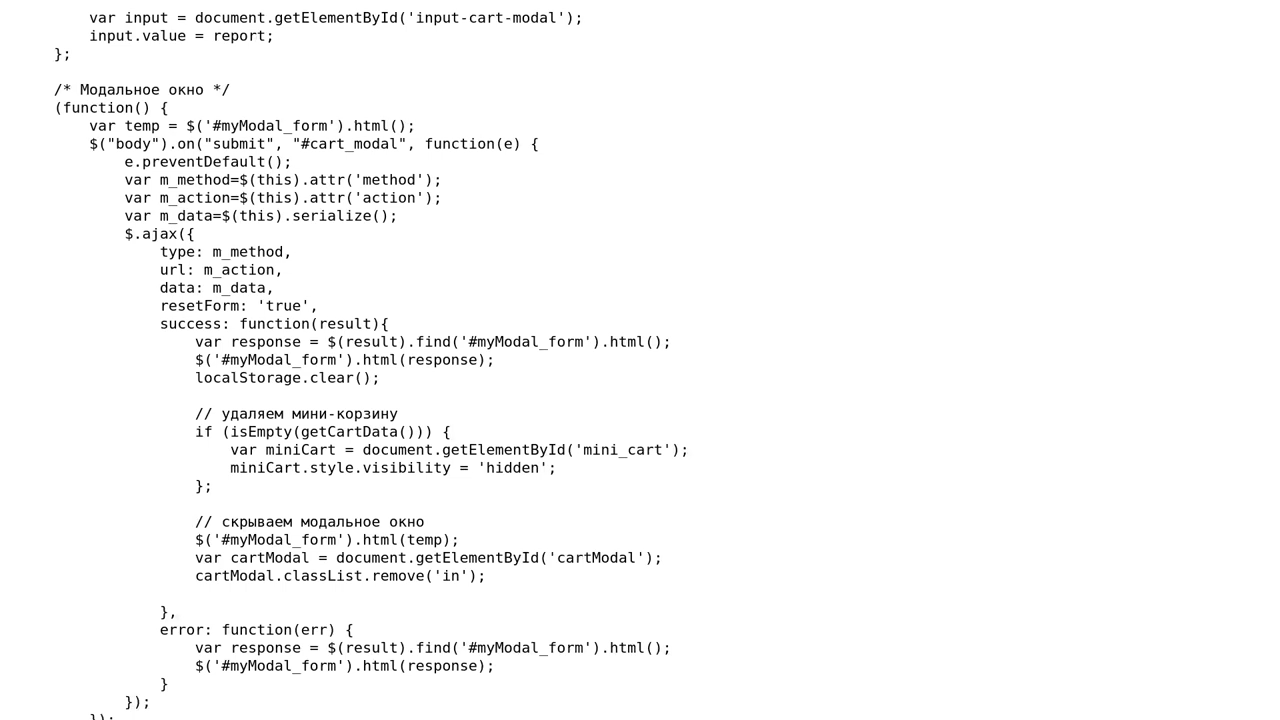 var input = document.getElementById('input-cart-modal');
input.value = report;
};
/* Модальное окно */
(function() {
var temp = $('#myModal_form').html();
$("body").on("submit", "#cart_modal", function(e) {
e.preventDefault();
var m_method=$(this).attr('method');
var m_action=$(this).attr('action');
var m_data=$(this).serialize();
$.ajax({
type: m_method,
url: m_action,
data: m_data,
resetForm: 'true',
success: function(result){
var response = $(result).find('#myModal_form').html();
$('#myModal_form').html(response);
localStorage.clear();
// удаляем мини-корзину
if (isEmpty(getCartData())) {
var miniCart = document.getElementById('mini_cart');
miniCart.style.visibility = 'hidden';
};
// скрываем модальное окно
$('#myModal_form').html(temp);
var cartModal = document.getElementById('cartModal');
cartModal.classList.remove('in');
},
error: function(err) {
var response = $(result).find('#myModal_form').html();
$('#myModal_form').html(response);
}
});
});